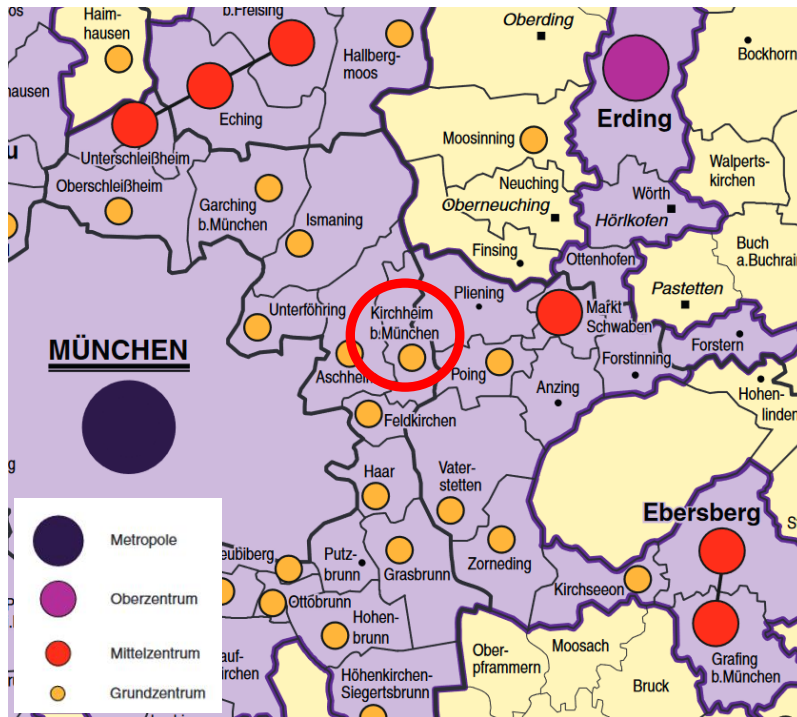 b.Freising
Haim-
hausen
Hallberg-
moos
Oberding
Bockhorn
Eching
Erding
Unterschleißheim
Moosinning
Walperts-
kirchen
Oberschleißheim
Garching
b.München
Ismaning
Neuching
Oberneuching
Wörth
Hörlkofen
Finsing
Ottenhofen
Buch
a.Buchrain
Pastetten
Unterföhring
Kirchheim
b.München
Pliening
Markt
Schwaben
MÜNCHEN
Aschheim
Poing
Forstinning
Forstern
Anzing
Hohen-
linden
Feldkirchen
Haar
Vater-
stetten
Ebersberg
Metropole
Putz-
brunn
Grasbrunn
Zorneding
Kirchseeon
Oberzentrum
Ottobrunn
Hohen-
brunn
Mittelzentrum
Ober-
pframmern
Moosach
Bruck
Grafing
b.München
Höhenkirchen-
Siegertsbrunn
Grundzentrum